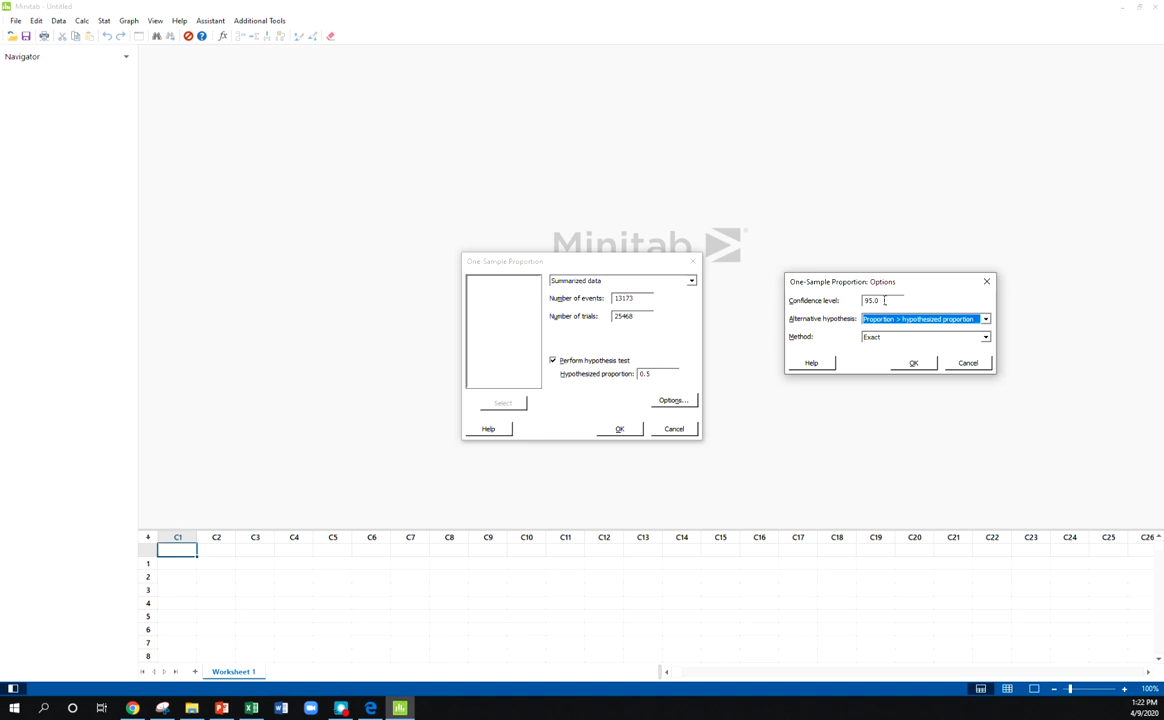 Minitab - Untitled
File Edit Data Calc Stat Graph View Help Assistant Additional Tools
Navigator
Minitab
One-Sample Proportion
Summarized data
Number of events: 13173
Number of trials: 25468
Perform hypothesis test
Hypothesized proportion: 0.5
Select
Options...
Help OK Cancel
One-Sample Proportion: Options
Confidence level: 95.0
Alternative hypothesis: Proportion > hypothesized proportion
Method: Exact
Help OK Cancel
C1 C2 C3 C4 C5 C6 C7 C8 C9 C10 C11 C12 C13 C14 C15 C16 C17 C18 C19 C20 C21 C22 C23 C24 C25 C26
1
2
3
4
5
6
7
8
Worksheet 1
100%
1:22 PM
4/9/2020